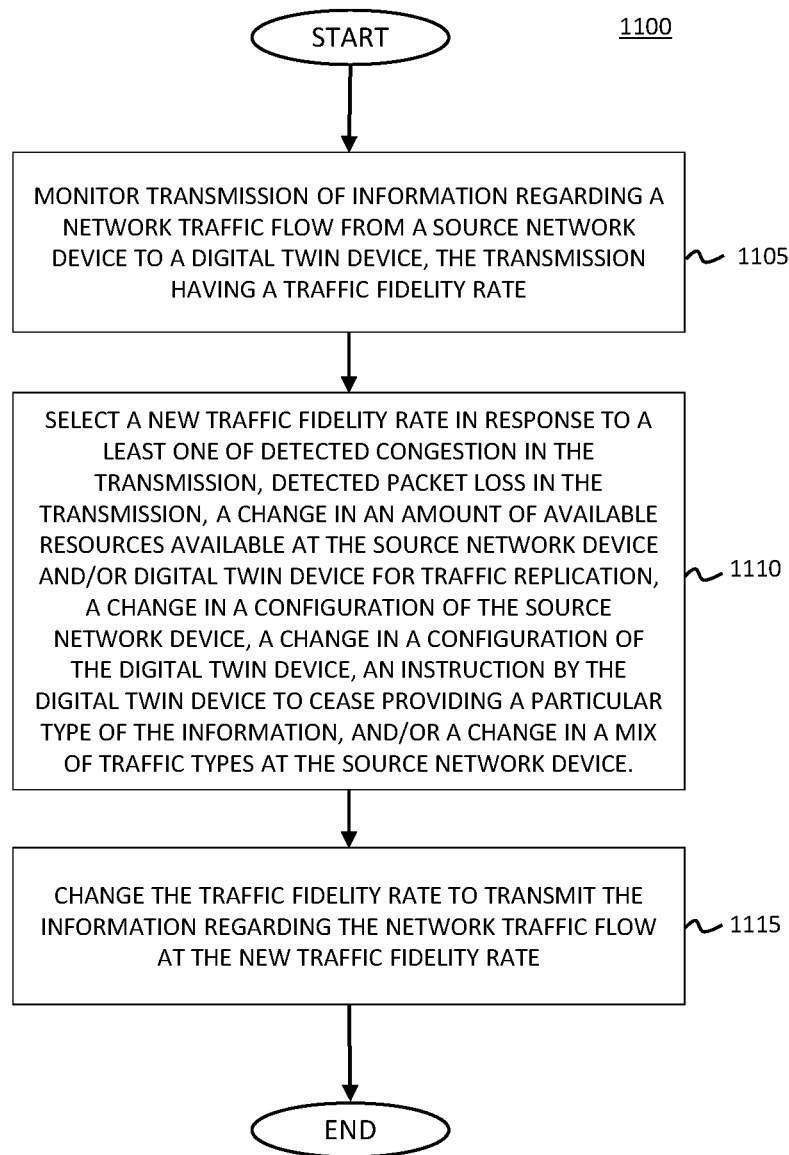 START
1100
MONITOR TRANSMISSION OF INFORMATION REGARDING A
NETWORK TRAFFIC FLOW FROM A SOURCE NETWORK
DEVICE TO A DIGITAL TWIN DEVICE, THE TRANSMISSION
HAVING A TRAFFIC FIDELITY RATE
1105
SELECT A NEW TRAFFIC FIDELITY RATE IN RESPONSE TO A
LEAST ONE OF DETECTED CONGESTION IN THE
TRANSMISSION, DETECTED PACKET LOSS IN THE
TRANSMISSION, A CHANGE IN AN AMOUNT OF AVAILABLE
RESOURCES AVAILABLE AT THE SOURCE NETWORK DEVICE
AND/OR DIGITAL TWIN DEVICE FOR TRAFFIC REPLICATION,
A CHANGE IN A CONFIGURATION OF THE SOURCE
NETWORK DEVICE, A CHANGE IN A CONFIGURATION OF
THE DIGITAL TWIN DEVICE, AN INSTRUCTION BY THE
DIGITAL TWIN DEVICE TO CEASE PROVIDING A PARTICULAR
TYPE OF THE INFORMATION, AND/OR A CHANGE IN A MIX
OF TRAFFIC TYPES AT THE SOURCE NETWORK DEVICE.
1110
CHANGE THE TRAFFIC FIDELITY RATE TO TRANSMIT THE
INFORMATION REGARDING THE NETWORK TRAFFIC FLOW
AT THE NEW TRAFFIC FIDELITY RATE
1115
END